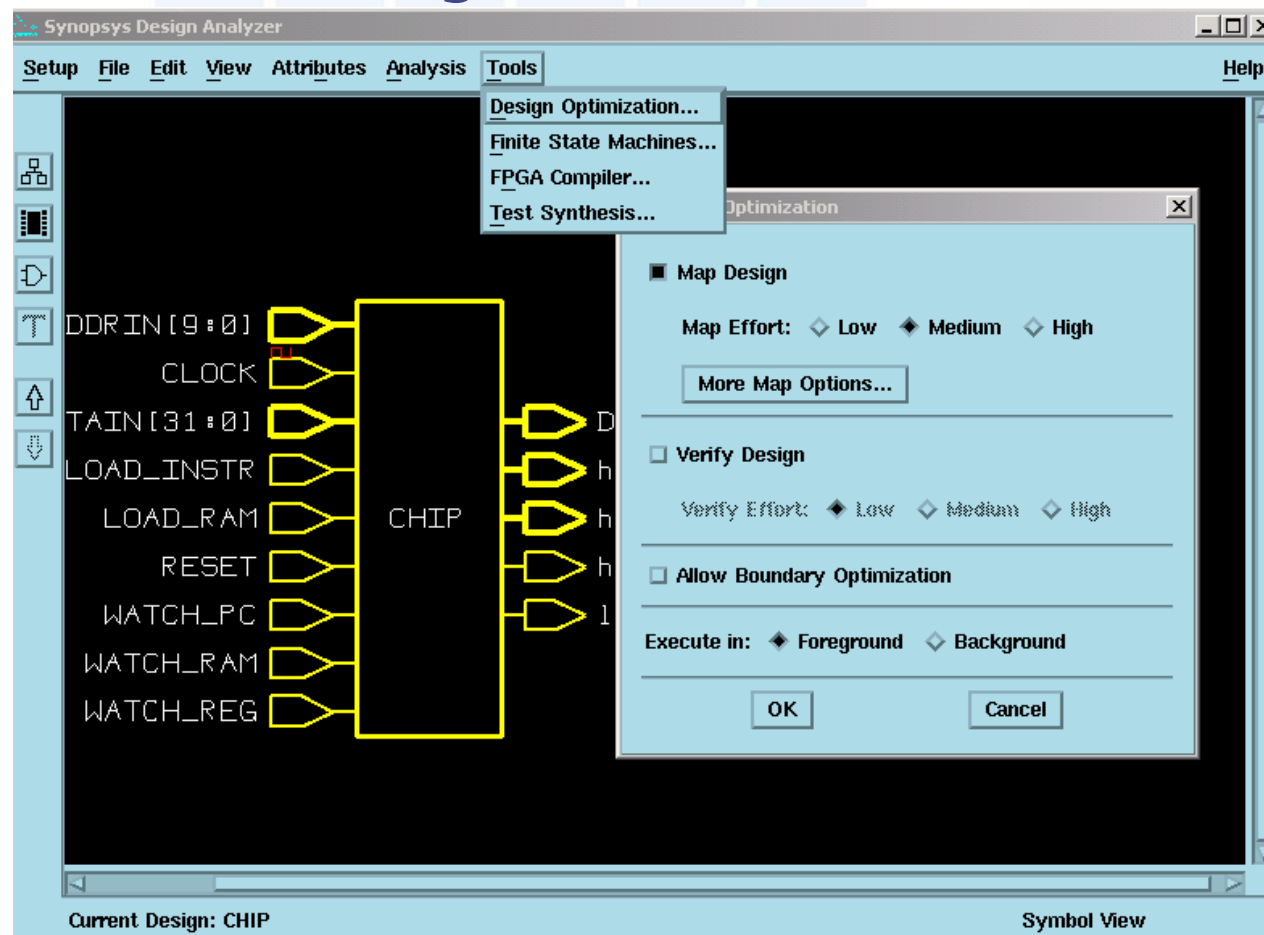 Synopsys Design Analyzer
Setup File Edit View Attributes Analysis Tools Help
Design Optimization...
Finite State Machines...
FPGA Compiler...
Test Synthesis...
Optimization
Map Design
Map Effort: Low Medium High
More Map Options...
Verify Design
Verify Effort: Low Medium High
Allow Boundary Optimization
Execute in: Foreground Background
OK Cancel
DDRIN[9:0]
CLOCK
TAIN[31:0]
LOAD_INSTR
LOAD_RAM
RESET
WATCH_PC
WATCH_RAM
WATCH_REG
CHIP
D
h
h
h
l
Current Design: CHIP
Symbol View